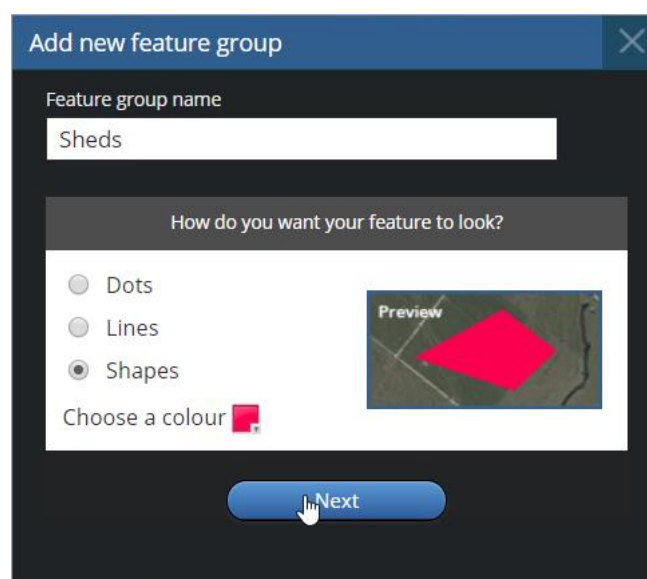 Add new feature group
Feature group name
Sheds
How do you want your feature to look?
Dots
Preview
Lines
Shapes
Choose a colour
Next